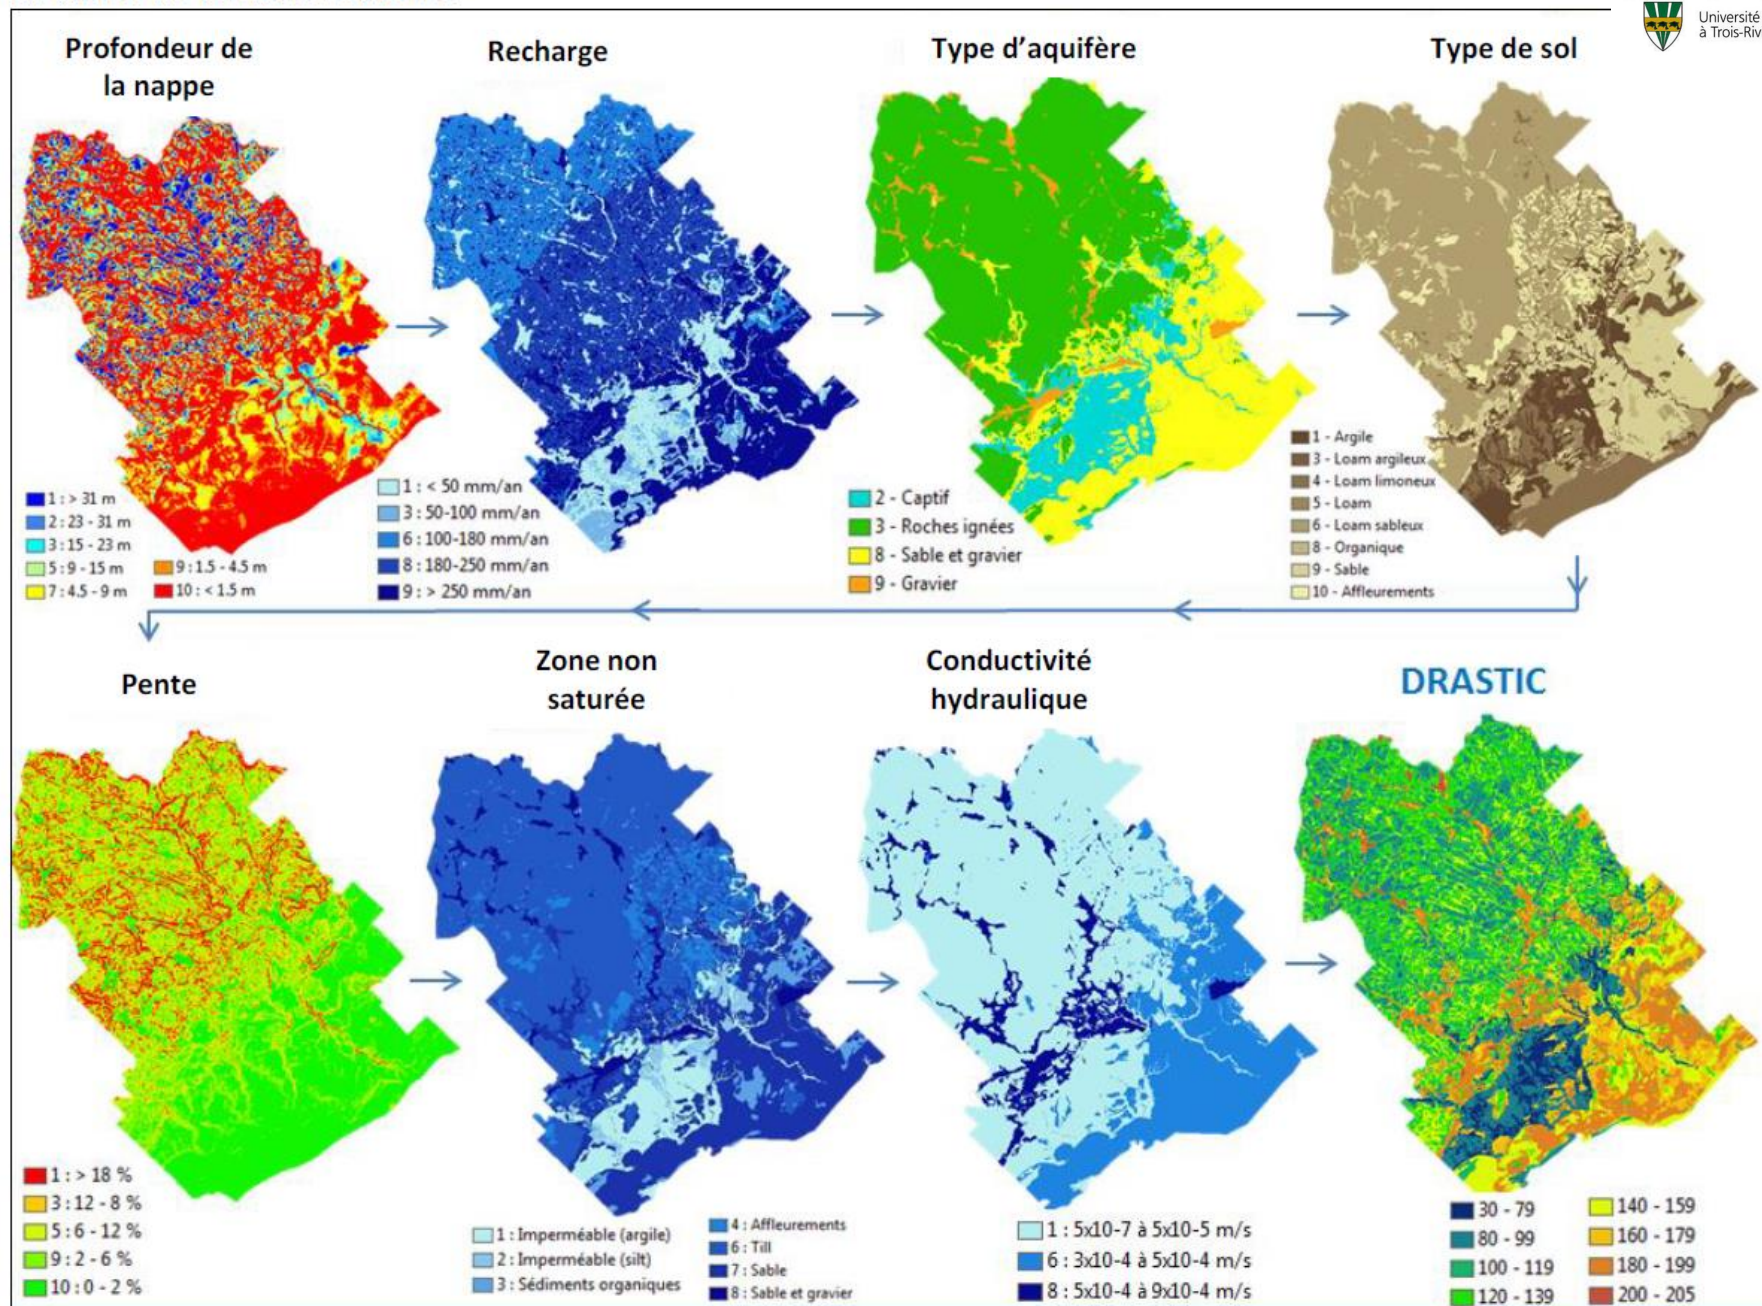 Université
à Trois-Riv
Profondeur de
la nappe
Recharge
Type d'aquifère
Type de sol
1 : > 31 m
2 : 23 - 31 m
3 : 15 - 23 m
5 : 9 - 15 m
7 : 4.5 - 9 m
9 : 1.5 - 4.5 m
10 : < 1.5 m
1 : < 50 mm/an
3 : 50-100 mm/an
6 : 100-180 mm/an
8 : 180-250 mm/an
9 : > 250 mm/an
2 - Captif
3 - Roches ignées
8 - Sable et gravier
9 - Gravier
1 - Argile
3 - Loam argileux
4 - Loam limoneux
5 - Loam
6 - Loam sableux
8 - Organique
9 - Sable
10 - Affleurements
Pente
Zone non
saturée
Conductivité
hydraulique
DRASTIC
1 : > 18 %
3 : 12 - 8 %
5 : 6 - 12 %
9 : 2 - 6 %
10 : 0 - 2 %
1 : Imperméable (argile)
2 : Imperméable (silt)
3 : Sédiments organiques
4 : Affleurements
6 : Till
7 : Sable
8 : Sable et gravier
1 : 5x10-7 à 5x10-5 m/s
6 : 3x10-4 à 5x10-4 m/s
8 : 5x10-4 à 9x10-4 m/s
30 - 79
80 - 99
100 - 119
120 - 139
140 - 159
160 - 179
180 - 199
200 - 205